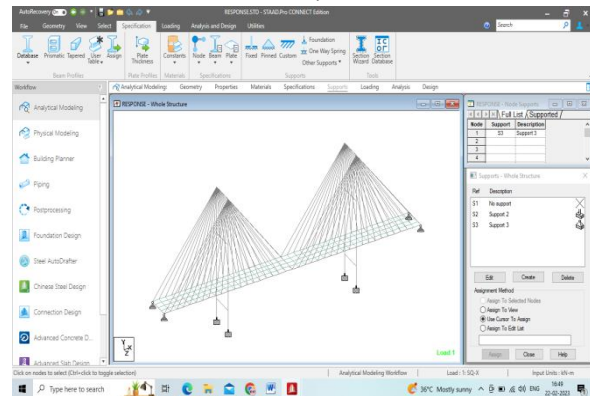 AutoRecovery ON
RESPONSE.STD - STAAD.Pro CONNECT Edition
File Geometry View Select Specification Loading Analysis and Design Utilities
Search
Database Prismatic Tapered User Table Assign
Plate Thickness
Constants
Node Beam Plate
Fixed Pinned Custom
Foundation
One Way Spring
Other Supports
Section Wizard Section Database
Beam Profiles Plate Profiles Materials Specifications Supports Tools
Workflow
Analytical Modeling: Geometry Properties Materials Specifications Supports Loading Analysis Design
Analytical Modeling
Physical Modeling
Building Planner
Piping
Postprocessing
Foundation Design
Steel AutoDrafter
Chinese Steel Design
Connection Design
Advanced Concrete D...
Advanced Slab Design
RESPONSE - Whole Structure
Y
X
Z
Load 1
RESPONSE - Node Supports
Full List Supported
Node Support Description
1 S3 Support 3
2
3
4
Supports - Whole Structure
Ref Description
S1 No support
S2 Support 2
S3 Support 3
Edit Create Delete
Assignment Method
Assign To Selected Nodes
Assign To View
Use Cursor To Assign
Assign To Edit List
Assign Close Help
Click on nodes to select (Ctrl+click to toggle selection)
Analytical Modeling Workflow
Load : 1: SQ-X
Input Units : kN-m
Type here to search
36°C Mostly sunny
ENG
16:49
22-02-2023